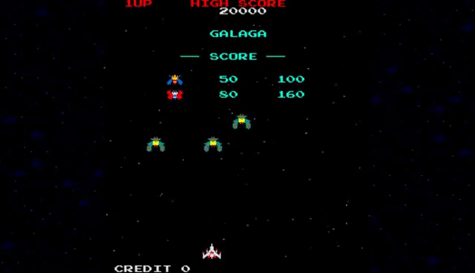 1UP HIGH SCORE
20000
GALAGA
— SCORE —
50 100
80 160
CREDIT 0